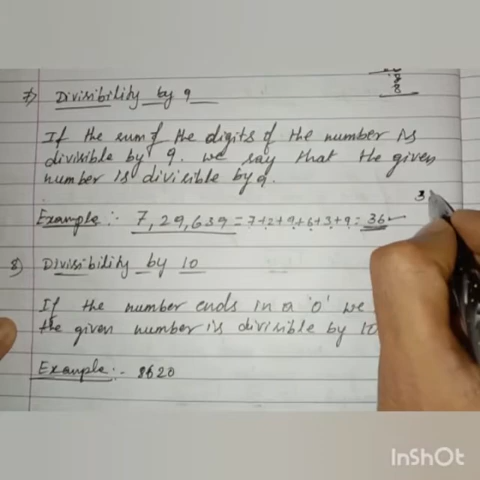 7) Divisibility by 9
If the sum of the digits of the number is
divisible by 9. we say that the given
number is divisible by 9.
3
Example :- 7,29,639 = 7+2+9+6+3+9 = 36
8) Divisibility by 10
If the number ends in a '0' we
the given number is divisible by 10
Example :- 8620
InShOt